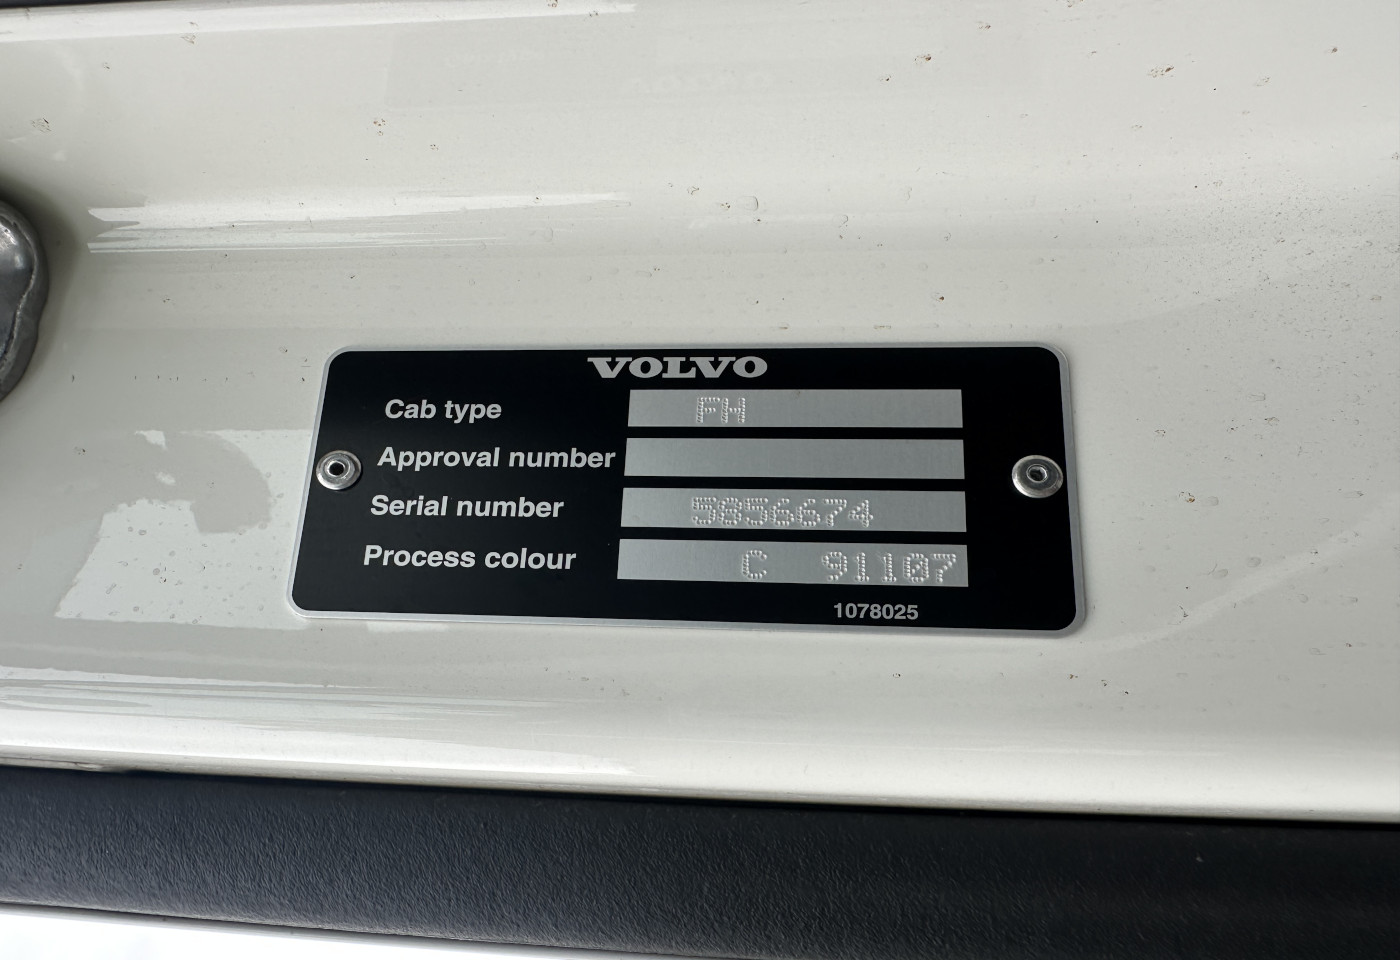 VOLVO
Cab type FH
Approval number
Serial number 5856674
Process colour C 91107
1078025